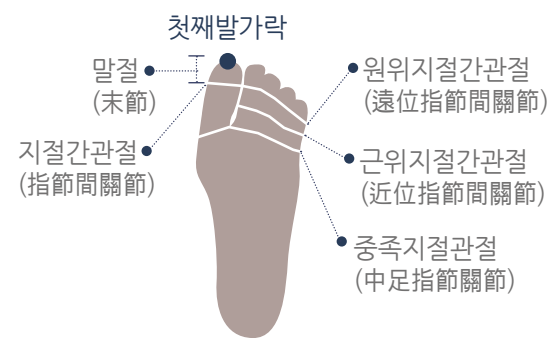 첫째발가락
말절
(末節)
지절간관절
(指節間關節)
원위지절간관절
(遠位指節間關節)
근위지절간관절
(近位指節間關節)
중족지절관절
(中足指節關節)